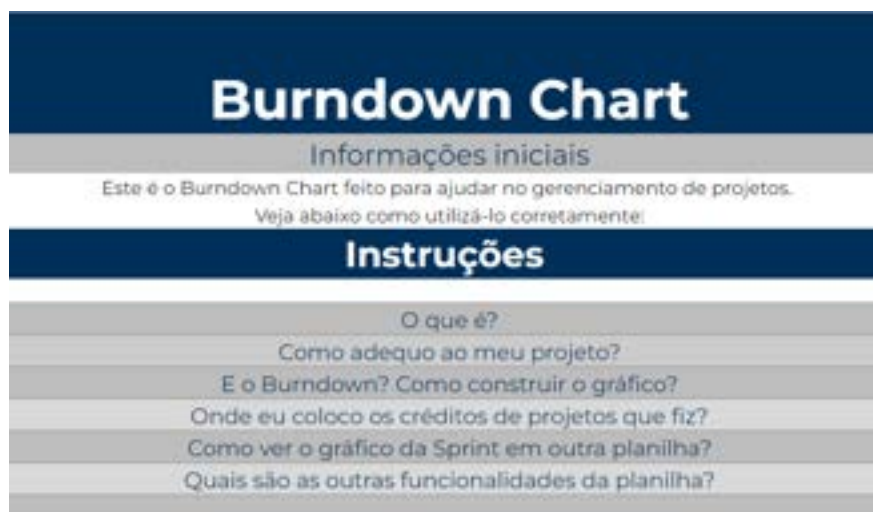 Burndown Chart
Informações iniciais
Este é o Burndown Chart feito para ajudar no gerenciamento de projetos.
Veja abaixo como utilizá-lo corretamente:
Instruções
O que é?
Como adequo ao meu projeto?
E o Burndown? Como construir o gráfico?
Onde eu coloco os créditos de projetos que fiz?
Como ver o gráfico da Sprint em outra planilha?
Quais são as outras funcionalidades da planilha?